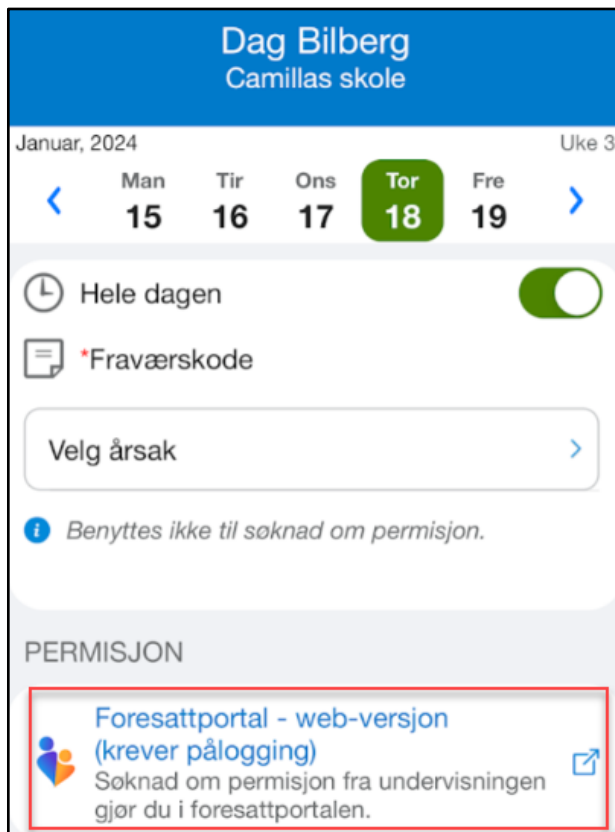 Dag Bilberg
Camillas skole
Januar, 2024 Uke 3
Man Tir Ons Tor Fre
15 16 17 18 19
Hele dagen
*Fraværskode
Velg årsak
Benyttes ikke til søknad om permisjon.
PERMISJON
Foresattportal - web-versjon
(krever pålogging)
Søknad om permisjon fra undervisningen
gjør du i foresattportalen.